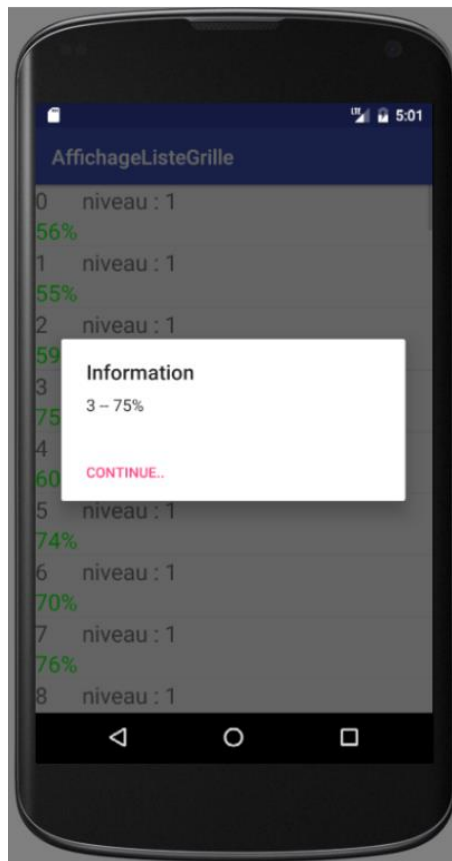 LTE 5:01
AffichageListeGrille
0 niveau : 1
56%
1 niveau : 1
55%
2 niveau : 1
59
Information
3
3 – 75%
75
4
60
CONTINUE..
5 niveau : 1
74%
6 niveau : 1
70%
7 niveau : 1
76%
8 niveau : 1